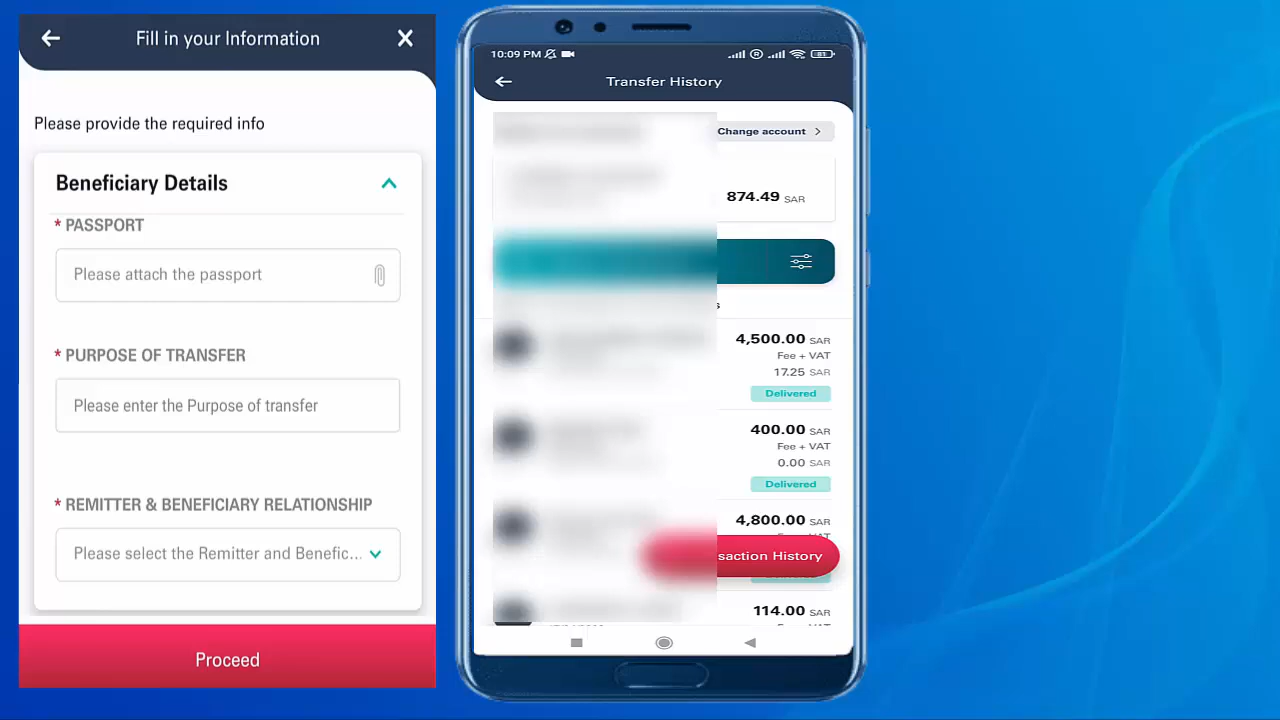 Fill in your Information
Please provide the required info
Beneficiary Details
* PASSPORT
Please attach the passport
* PURPOSE OF TRANSFER
Please enter the Purpose of transfer
* REMITTER & BENEFICIARY RELATIONSHIP
Please select the Remitter and Benefic...
Proceed
10:09 PM
81
Transfer History
Change account
874.49 SAR
s
4,500.00 SAR
Fee + VAT
17.25 SAR
Delivered
400.00 SAR
Fee + VAT
0.00 SAR
Delivered
4,800.00 SAR
saction History
114.00 SAR